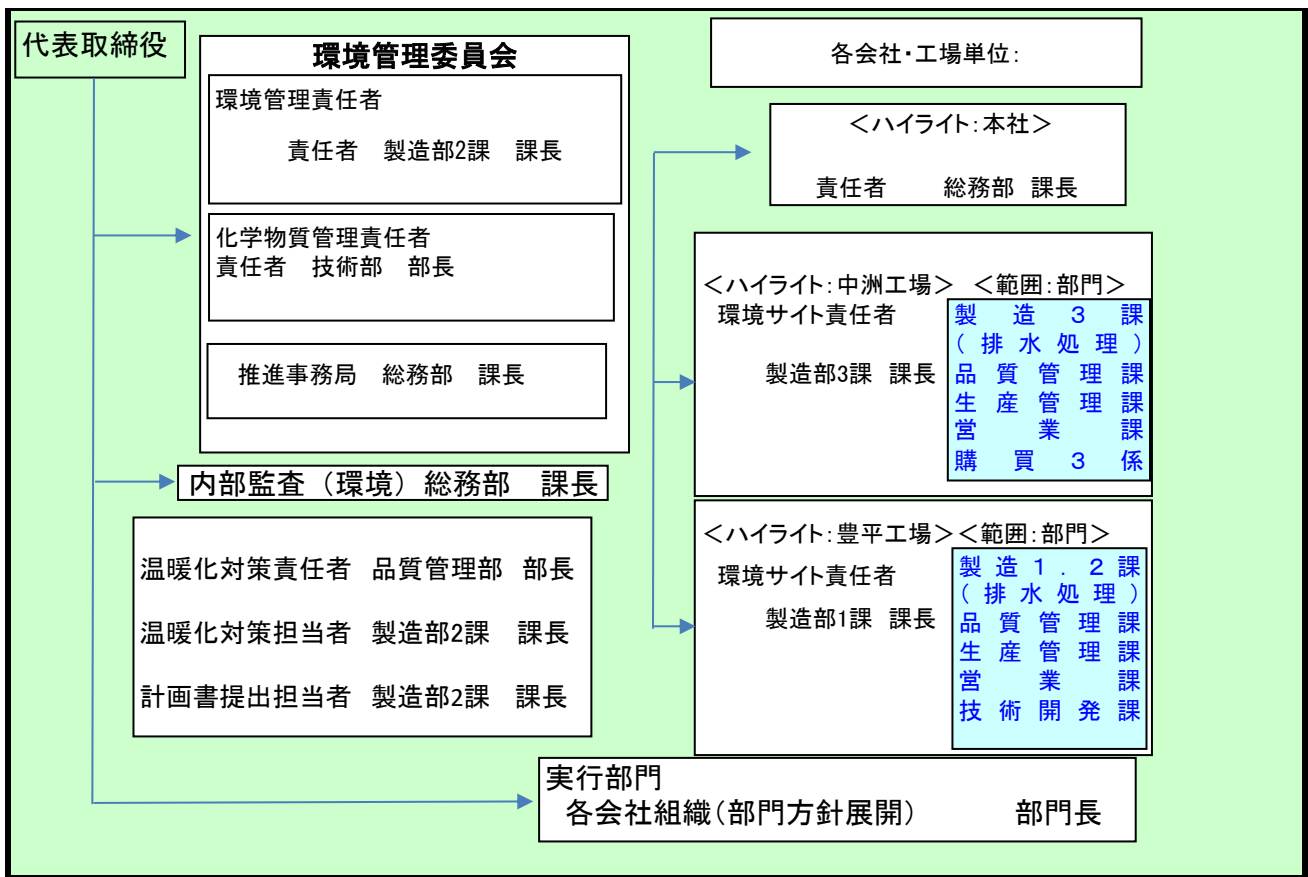 代表取締役
環境管理委員会
環境管理責任者
責任者 製造部2課 課長
化学物質管理責任者
責任者 技術部 部長
推進事務局 総務部 課長
内部監査（環境）総務部 課長
温暖化対策責任者 品質管理部 部長
温暖化対策担当者 製造部2課 課長
計画書提出担当者 製造部2課 課長
各会社・工場単位:
＜ハイライト:本社＞
責任者 総務部 課長
＜ハイライト:中洲工場＞ ＜範囲:部門＞
環境サイト責任者
製造部3課 課長
製造３課
(排水処理)
品質管理課
生産管理課
営業課
購買３係
＜ハイライト:豊平工場＞＜範囲:部門＞
環境サイト責任者
製造部1課 課長
製造１．２課
(排水処理)
品質管理課
生産管理課
営業課
技術開発課
実行部門
各会社組織(部門方針展開) 部門長